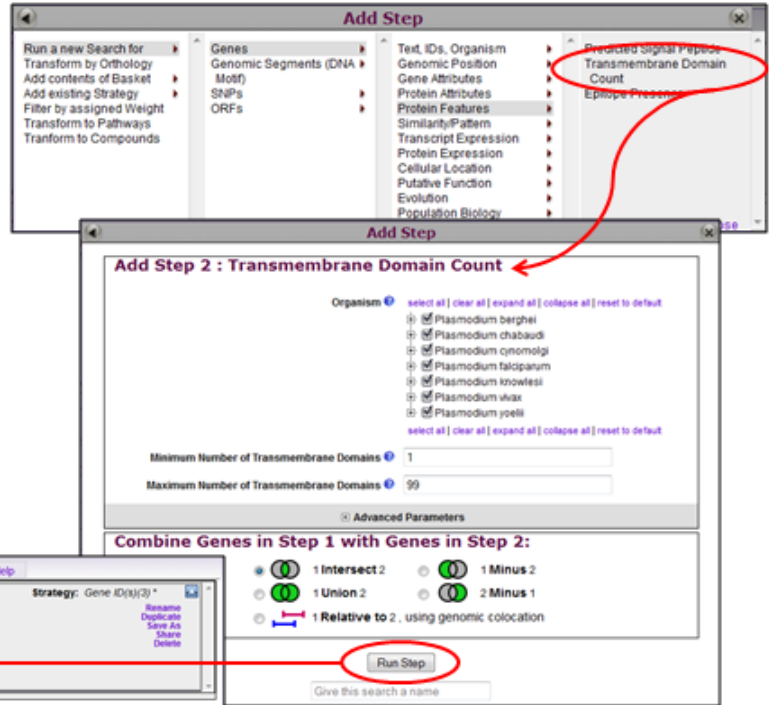 Add Step
Run a new Search for
Transform by Orthology
Add contents of Basket
Add existing Strategy
Filter by assigned Weight
Transform to Pathways
Tranform to Compounds
Genes
Genomic Segments (DNA
Motif)
SNPs
ORFs
Text, IDs, Organism
Genomic Position
Gene Attributes
Protein Attributes
Protein Features
Similarity/Pattern
Transcript Expression
Protein Expression
Cellular Location
Putative Function
Evolution
Population Biology
Predicted Signal Peptide
Transmembrane Domain
Count
Epitope Presence
Add Step
Add Step 2 : Transmembrane Domain Count
Organism
select all | clear all | expand all | collapse all | reset to default
Plasmodium berghei
Plasmodium chabaudi
Plasmodium cynomolgi
Plasmodium falciparum
Plasmodium knowlesi
Plasmodium vivax
Plasmodium yoelii
select all | clear all | expand all | collapse all | reset to default
Minimum Number of Transmembrane Domains 1
Maximum Number of Transmembrane Domains 99
Advanced Parameters
Combine Genes in Step 1 with Genes in Step 2:
1 Intersect 2 1 Minus 2
1 Union 2 2 Minus 1
1 Relative to 2 , using genomic colocation
Run Step
Give this search a name
Help
Strategy: Gene ID(s)(3) *
Rename
Duplicate
Save As
Share
Delete